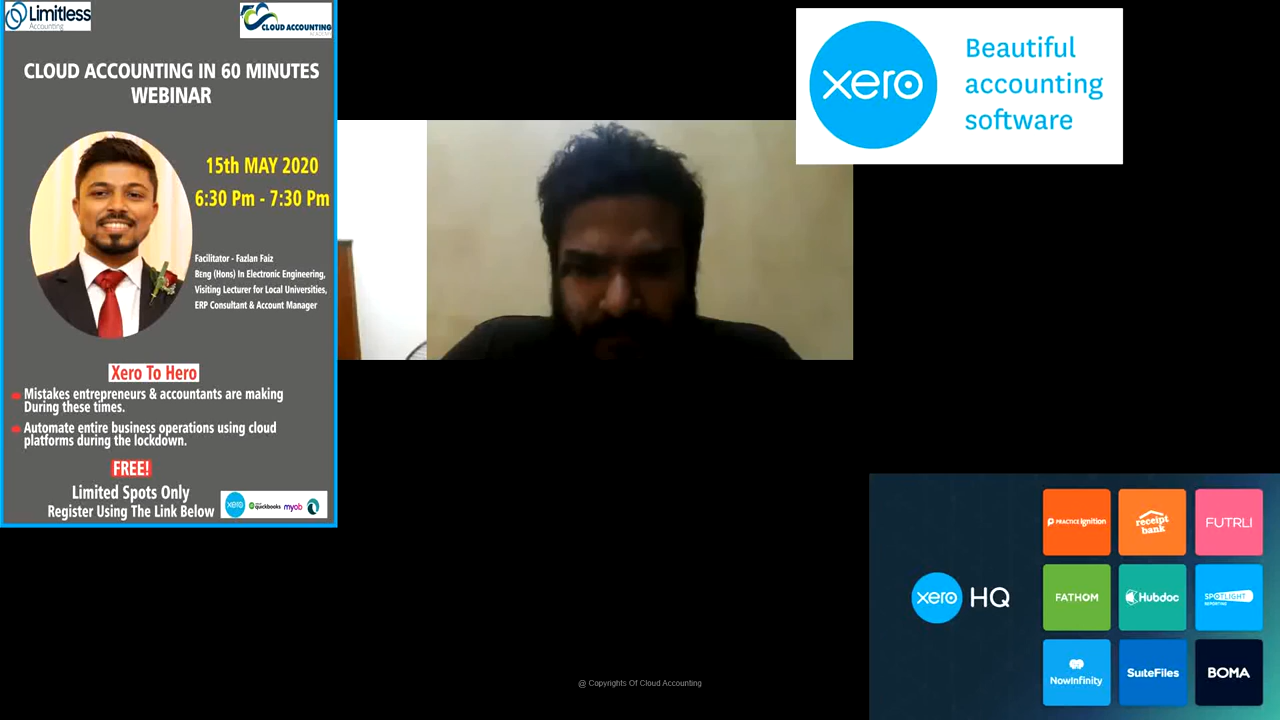 Limitless
Accounting
CLOUD ACCOUNTING
ACADEMY
CLOUD ACCOUNTING IN 60 MINUTES
WEBINAR
15th MAY 2020
6:30 Pm - 7:30 Pm
Facilitator - Fazlan Faiz
BEng (Hons) In Electronic Engineering,
Visiting Lecturer for Local Universities,
ERP Consultant & Account Manager
Xero To Hero
Mistakes entrepreneurs & accountants are making
During these times.
Automate entire business operations using cloud
platforms during the lockdown.
FREE!
Limited Spots Only
Register Using The Link Below
xero
quickbooks
myob
xero
Beautiful
accounting
software
xero HQ
PRACTICE ignition
receipt
bank
FUTRLI
FATHOM
Hubdoc
SPOTLIGHT
REPORTING
NowInfinity
SuiteFiles
BOMA
@ Copyrights Of Cloud Accounting